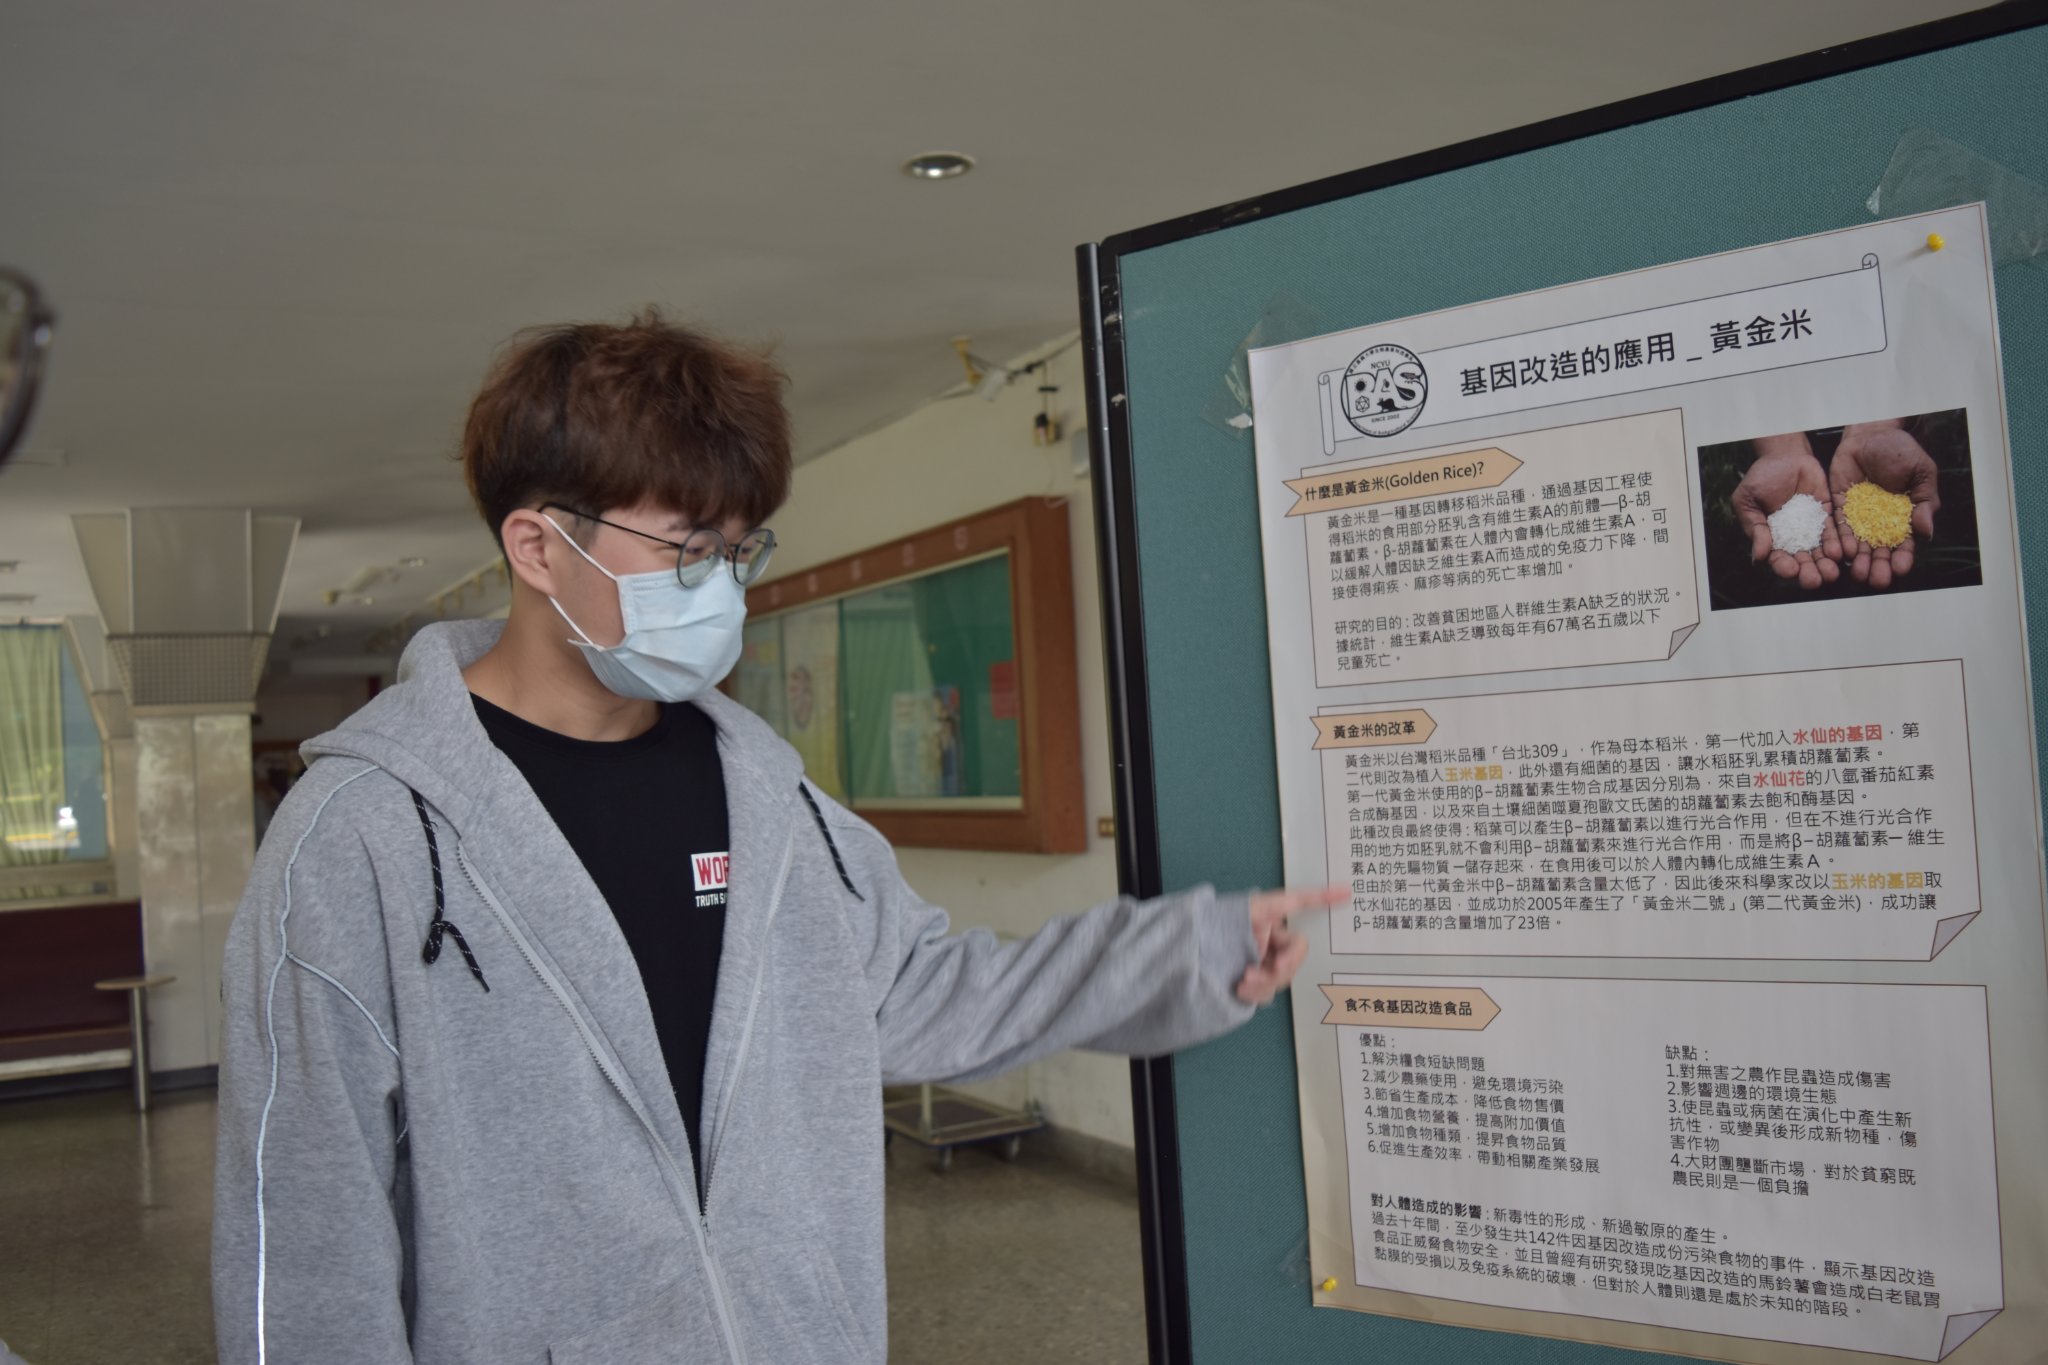 基因改造的應用_黃金米
NCYU
SINCE 2002
什麼是黃金米(Golden Rice)?
黃金米是一種基因轉移稻米品種，通過基因工程使
得稻米的食用部分胚乳含有維生素A的前體—β-胡
蘿蔔素。β-胡蘿蔔素在人體內會轉化成維生素A，可
以緩解人體因缺乏維生素A而造成的免疫力下降，間
接使得痢疾、麻疹等病的死亡率增加。
研究的目的：改善貧困地區人群維生素A缺乏的狀況。
據統計，維生素A缺乏導致每年有67萬名五歲以下
兒童死亡。
黃金米的改革
黃金米以台灣稻米品種「台北309」，作為母本稻米，第一代加入水仙的基因，第
二代則改為植入玉米基因，此外還有細菌的基因，讓水稻胚乳累積胡蘿蔔素。
第一代黃金米使用的β–胡蘿蔔素生物合成基因分別為，來自水仙花的八氫番茄紅素
合成酶基因，以及來自土壤細菌噬夏孢歐文氏菌的胡蘿蔔素去飽和酶基因。
此種改良最終使得：稻葉可以產生β–胡蘿蔔素以進行光合作用，但在不進行光合作
用的地方如胚乳就不會利用β–胡蘿蔔素來進行光合作用，而是將β–胡蘿蔔素—維生
素A的先驅物質—儲存起來，在食用後可以於人體內轉化成維生素A。
但由於第一代黃金米中β–胡蘿蔔素含量太低了，因此後來科學家改以玉米的基因取
代水仙花的基因，並成功於2005年產生了「黃金米二號」(第二代黃金米)，成功讓
β–胡蘿蔔素的含量增加了23倍。
食不食基因改造食品
優點：
1.解決糧食短缺問題
2.減少農藥使用，避免環境污染
3.節省生產成本，降低食物售價
4.增加食物營養，提高附加價值
5.增加食物種類，提昇食物品質
6.促進生產效率，帶動相關產業發展
缺點：
1.對無害之農作昆蟲造成傷害
2.影響週邊的環境生態
3.使昆蟲或病菌在演化中產生新
抗性，或變異後形成新物種，傷
害作物
4.大財團壟斷市場，對於貧窮既
農民則是一個負擔
對人體造成的影響：新毒性的形成、新過敏原的產生。
過去十年間，至少發生共142件因基因改造成份污染食物的事件，顯示基因改造
食品正威脅食物安全，並且曾經有研究發現吃基因改造的馬鈴薯會造成白老鼠胃
黏膜的受損以及免疫系統的破壞，但對於人體則還是處於未知的階段。
TRUTH